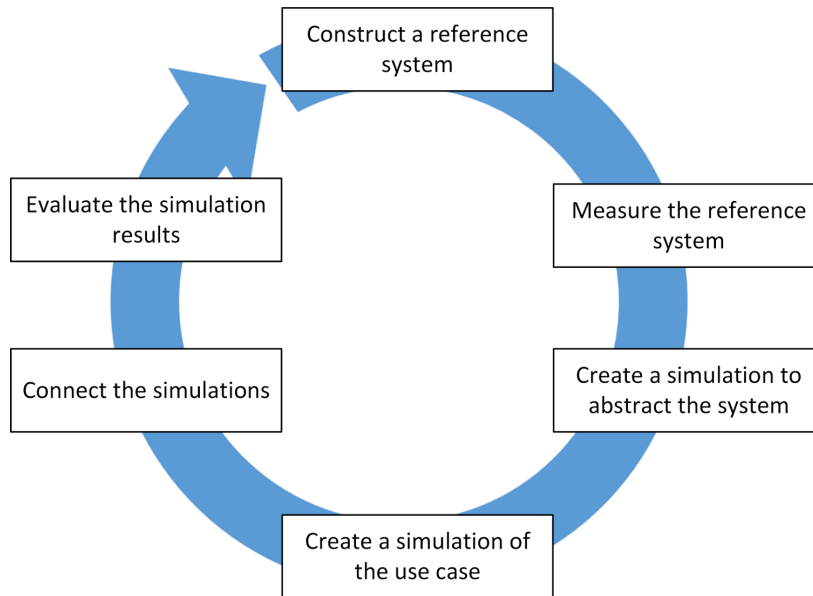 Construct a reference
system
Measure the reference
system
Create a simulation to
abstract the system
Create a simulation of
the use case
Connect the simulations
Evaluate the simulation
results